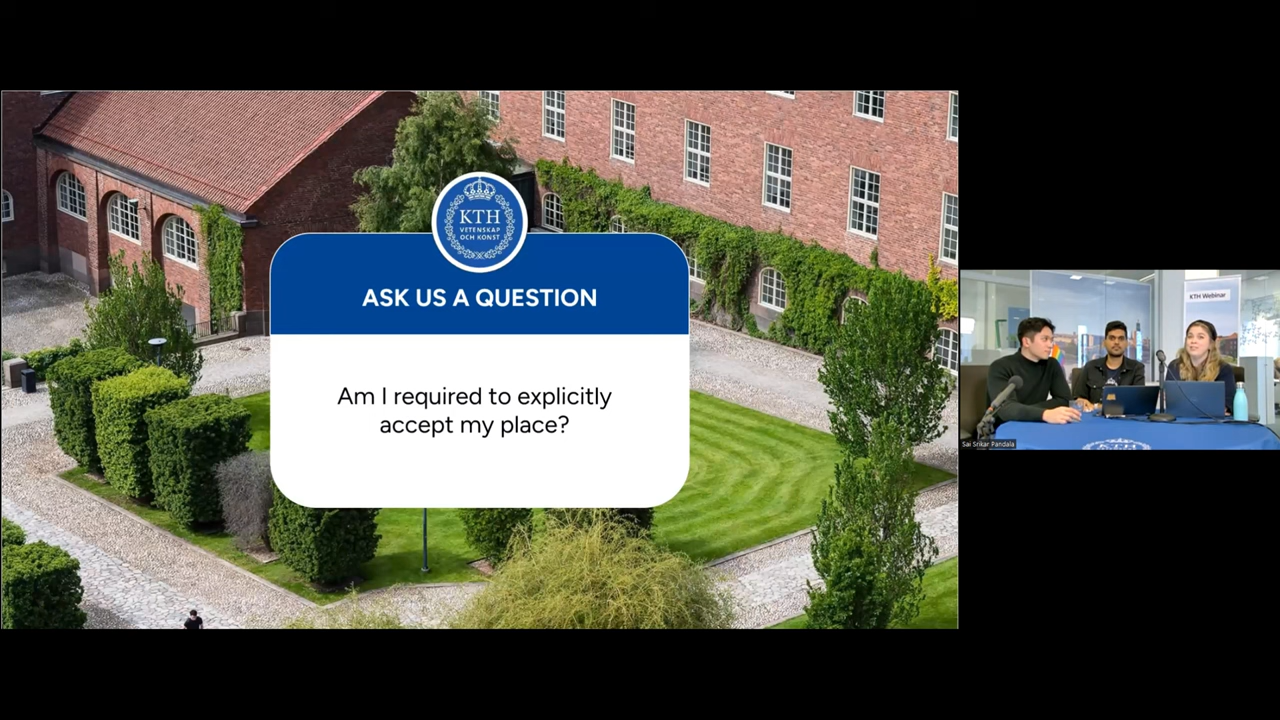 KTH
VETENSKAP
OCH KONST
ASK US A QUESTION
Am I required to explicitly
accept my place?
KTH Webinar
Sai Srikar Pandala
KTH